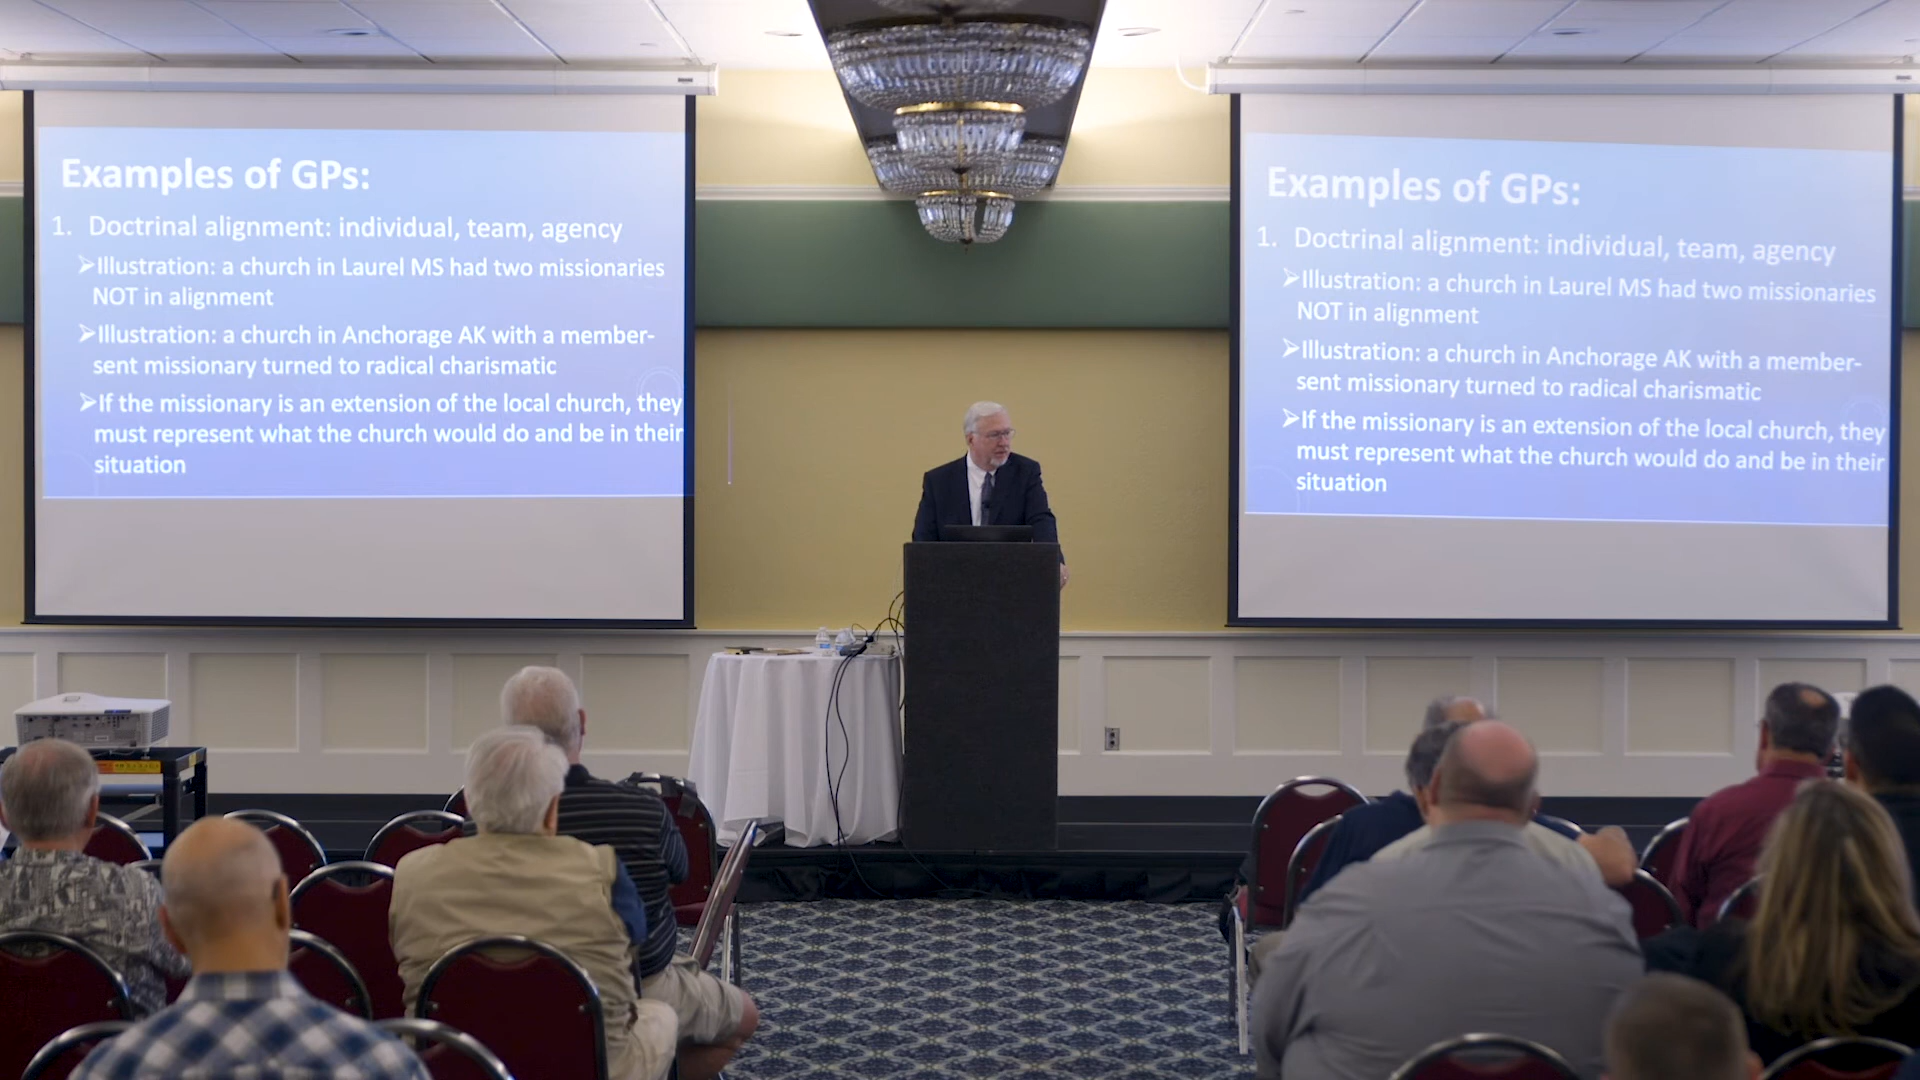 Examples of GPs:
1. Doctrinal alignment: individual, team, agency
➢Illustration: a church in Laurel MS had two missionaries
NOT in alignment
➢Illustration: a church in Anchorage AK with a member-
sent missionary turned to radical charismatic
➢If the missionary is an extension of the local church, they
must represent what the church would do and be in their
situation
Examples of GPs:
1. Doctrinal alignment: individual, team, agency
➢Illustration: a church in Laurel MS had two missionaries
NOT in alignment
➢Illustration: a church in Anchorage AK with a member-
sent missionary turned to radical charismatic
➢If the missionary is an extension of the local church, they
must represent what the church would do and be in their
situation